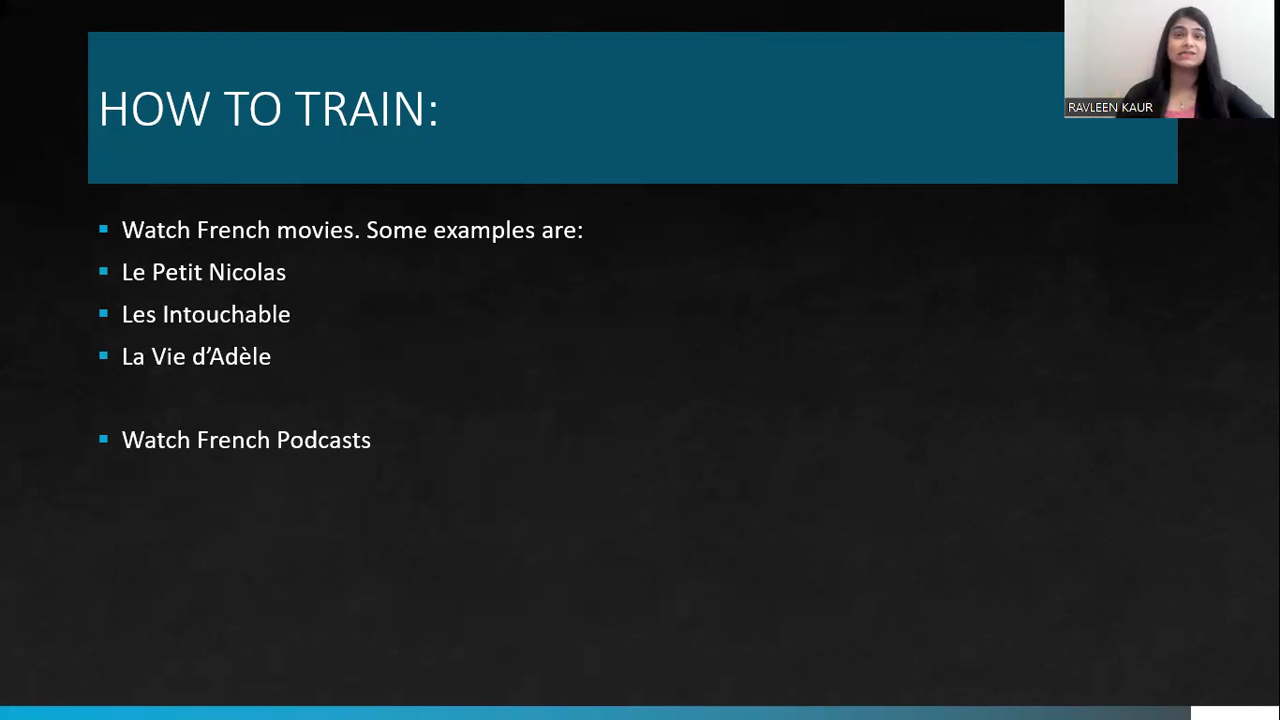 HOW TO TRAIN:
RAVLEEN KAUR
Watch French movies. Some examples are:
Le Petit Nicolas
Les Intouchable
La Vie d’Adèle
Watch French Podcasts